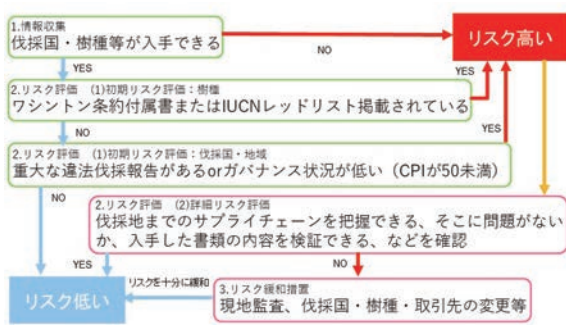 1.情報収集
伐採国・樹種等が入手できる
NO
リスク高い
YES
YES
2.リスク評価 (1)初期リスク評価：樹種
ワシントン条約付属書またはIUCNレッドリスト掲載されている
NO
YES
2.リスク評価 (1)初期リスク評価：伐採国・地域
重大な違法伐採報告があるorガバナンス状況が低い（CPIが50未満）
NO
2.リスク評価 (2)詳細リスク評価
伐採地までのサプライチェーンを把握できる、そこに問題がない
か、入手した書類の内容を検証できる、などを確認
YES
NO
リスク低い
リスクを十分に緩和
3.リスク緩和措置
現地監査、伐採国・樹種・取引先の変更等